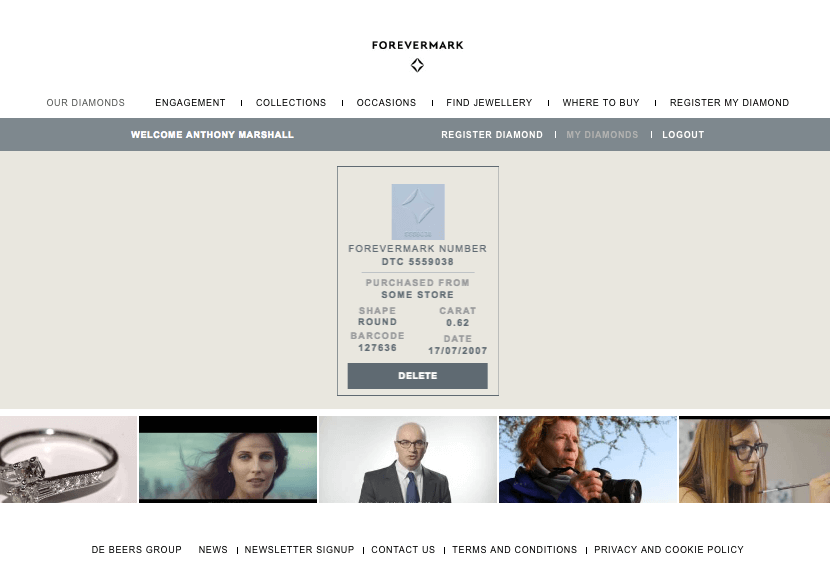 FOREVERMARK
OUR DIAMONDS ENGAGEMENT COLLECTIONS OCCASIONS FIND JEWELLERY WHERE TO BUY REGISTER MY DIAMOND
WELCOME ANTHONY MARSHALL REGISTER DIAMOND MY DIAMONDS LOGOUT
FOREVERMARK NUMBER
DTC 5559038
PURCHASED FROM
SOME STORE
SHAPE CARAT
ROUND 0.62
BARCODE DATE
127636 17/07/2007
DELETE
DE BEERS GROUP NEWS NEWSLETTER SIGNUP CONTACT US TERMS AND CONDITIONS PRIVACY AND COOKIE POLICY